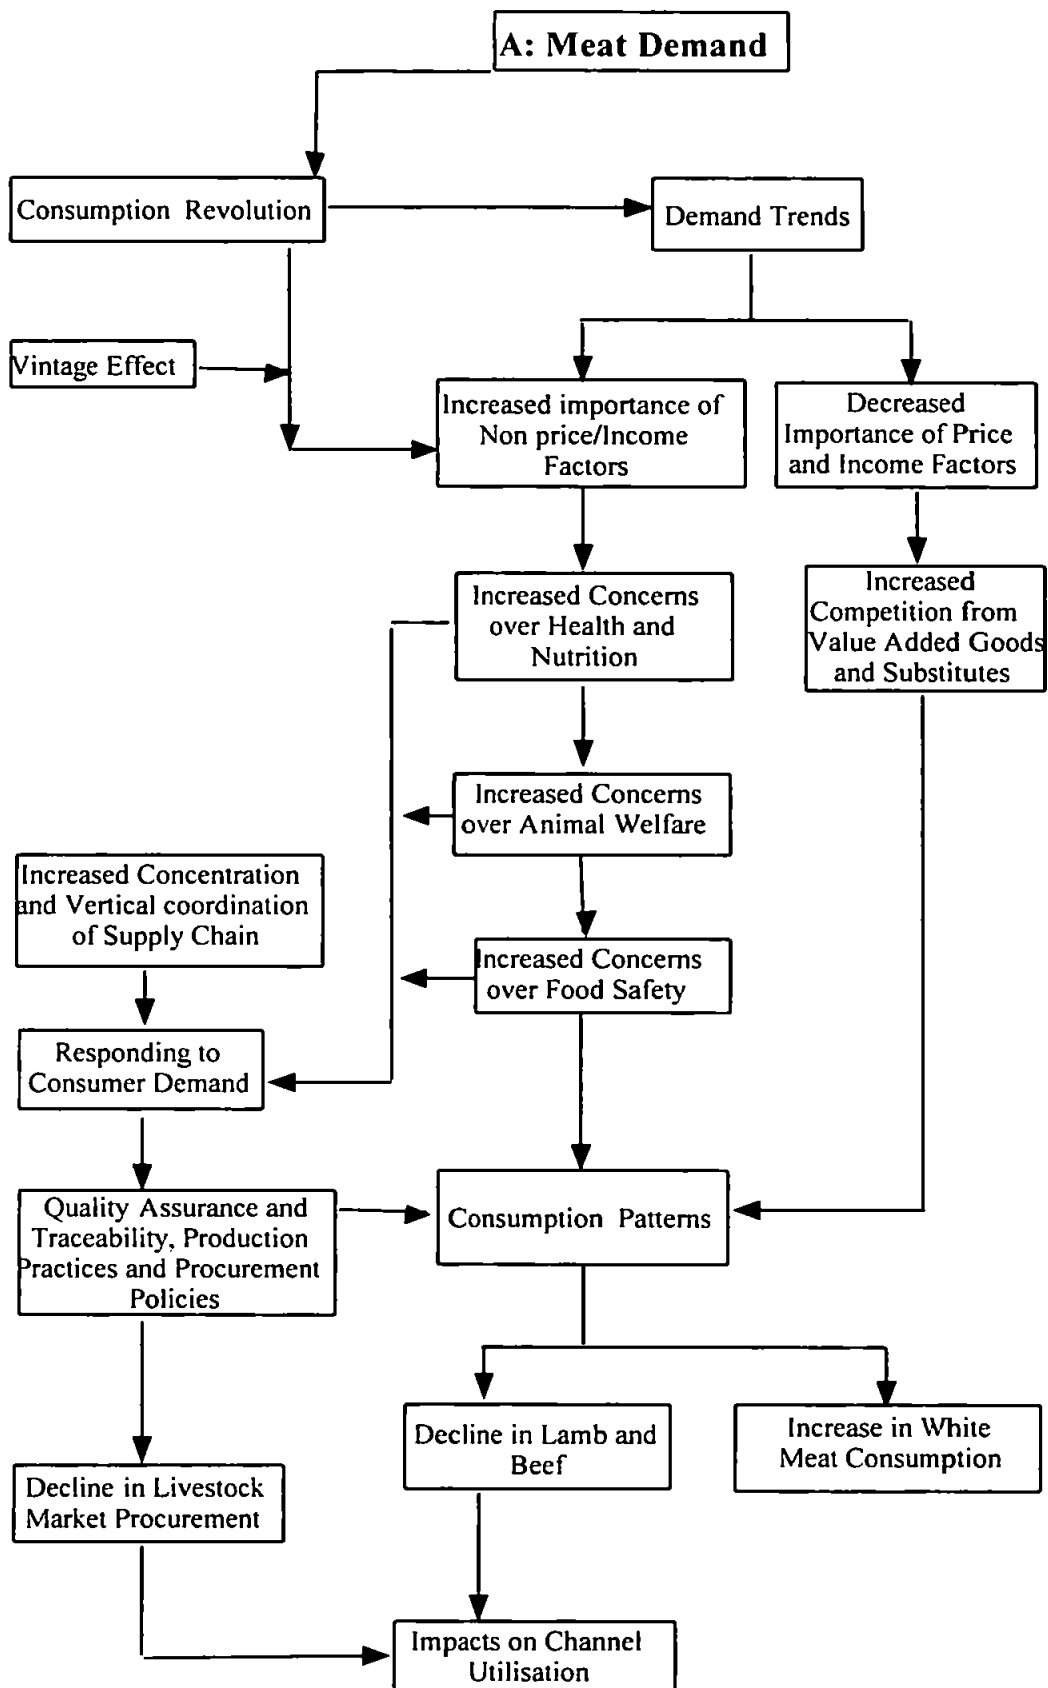 A: Meat Demand
Consumption Revolution
Demand Trends
Vintage Effect
Increased importance of
Non price/Income
Factors
Decreased
Importance of Price
and Income Factors
Increased Concerns
over Health and
Nutrition
Increased
Competition from
Value Added Goods
and Substitutes
Increased Concerns
over Animal Welfare
Increased Concentration
and Vertical coordination
of Supply Chain
Increased Concerns
over Food Safety
Responding to
Consumer Demand
Quality Assurance and
Traceability, Production
Practices and Procurement
Policies
Consumption Patterns
Decline in Lamb and
Beef
Increase in White
Meat Consumption
Decline in Livestock
Market Procurement
Impacts on Channel
Utilisation